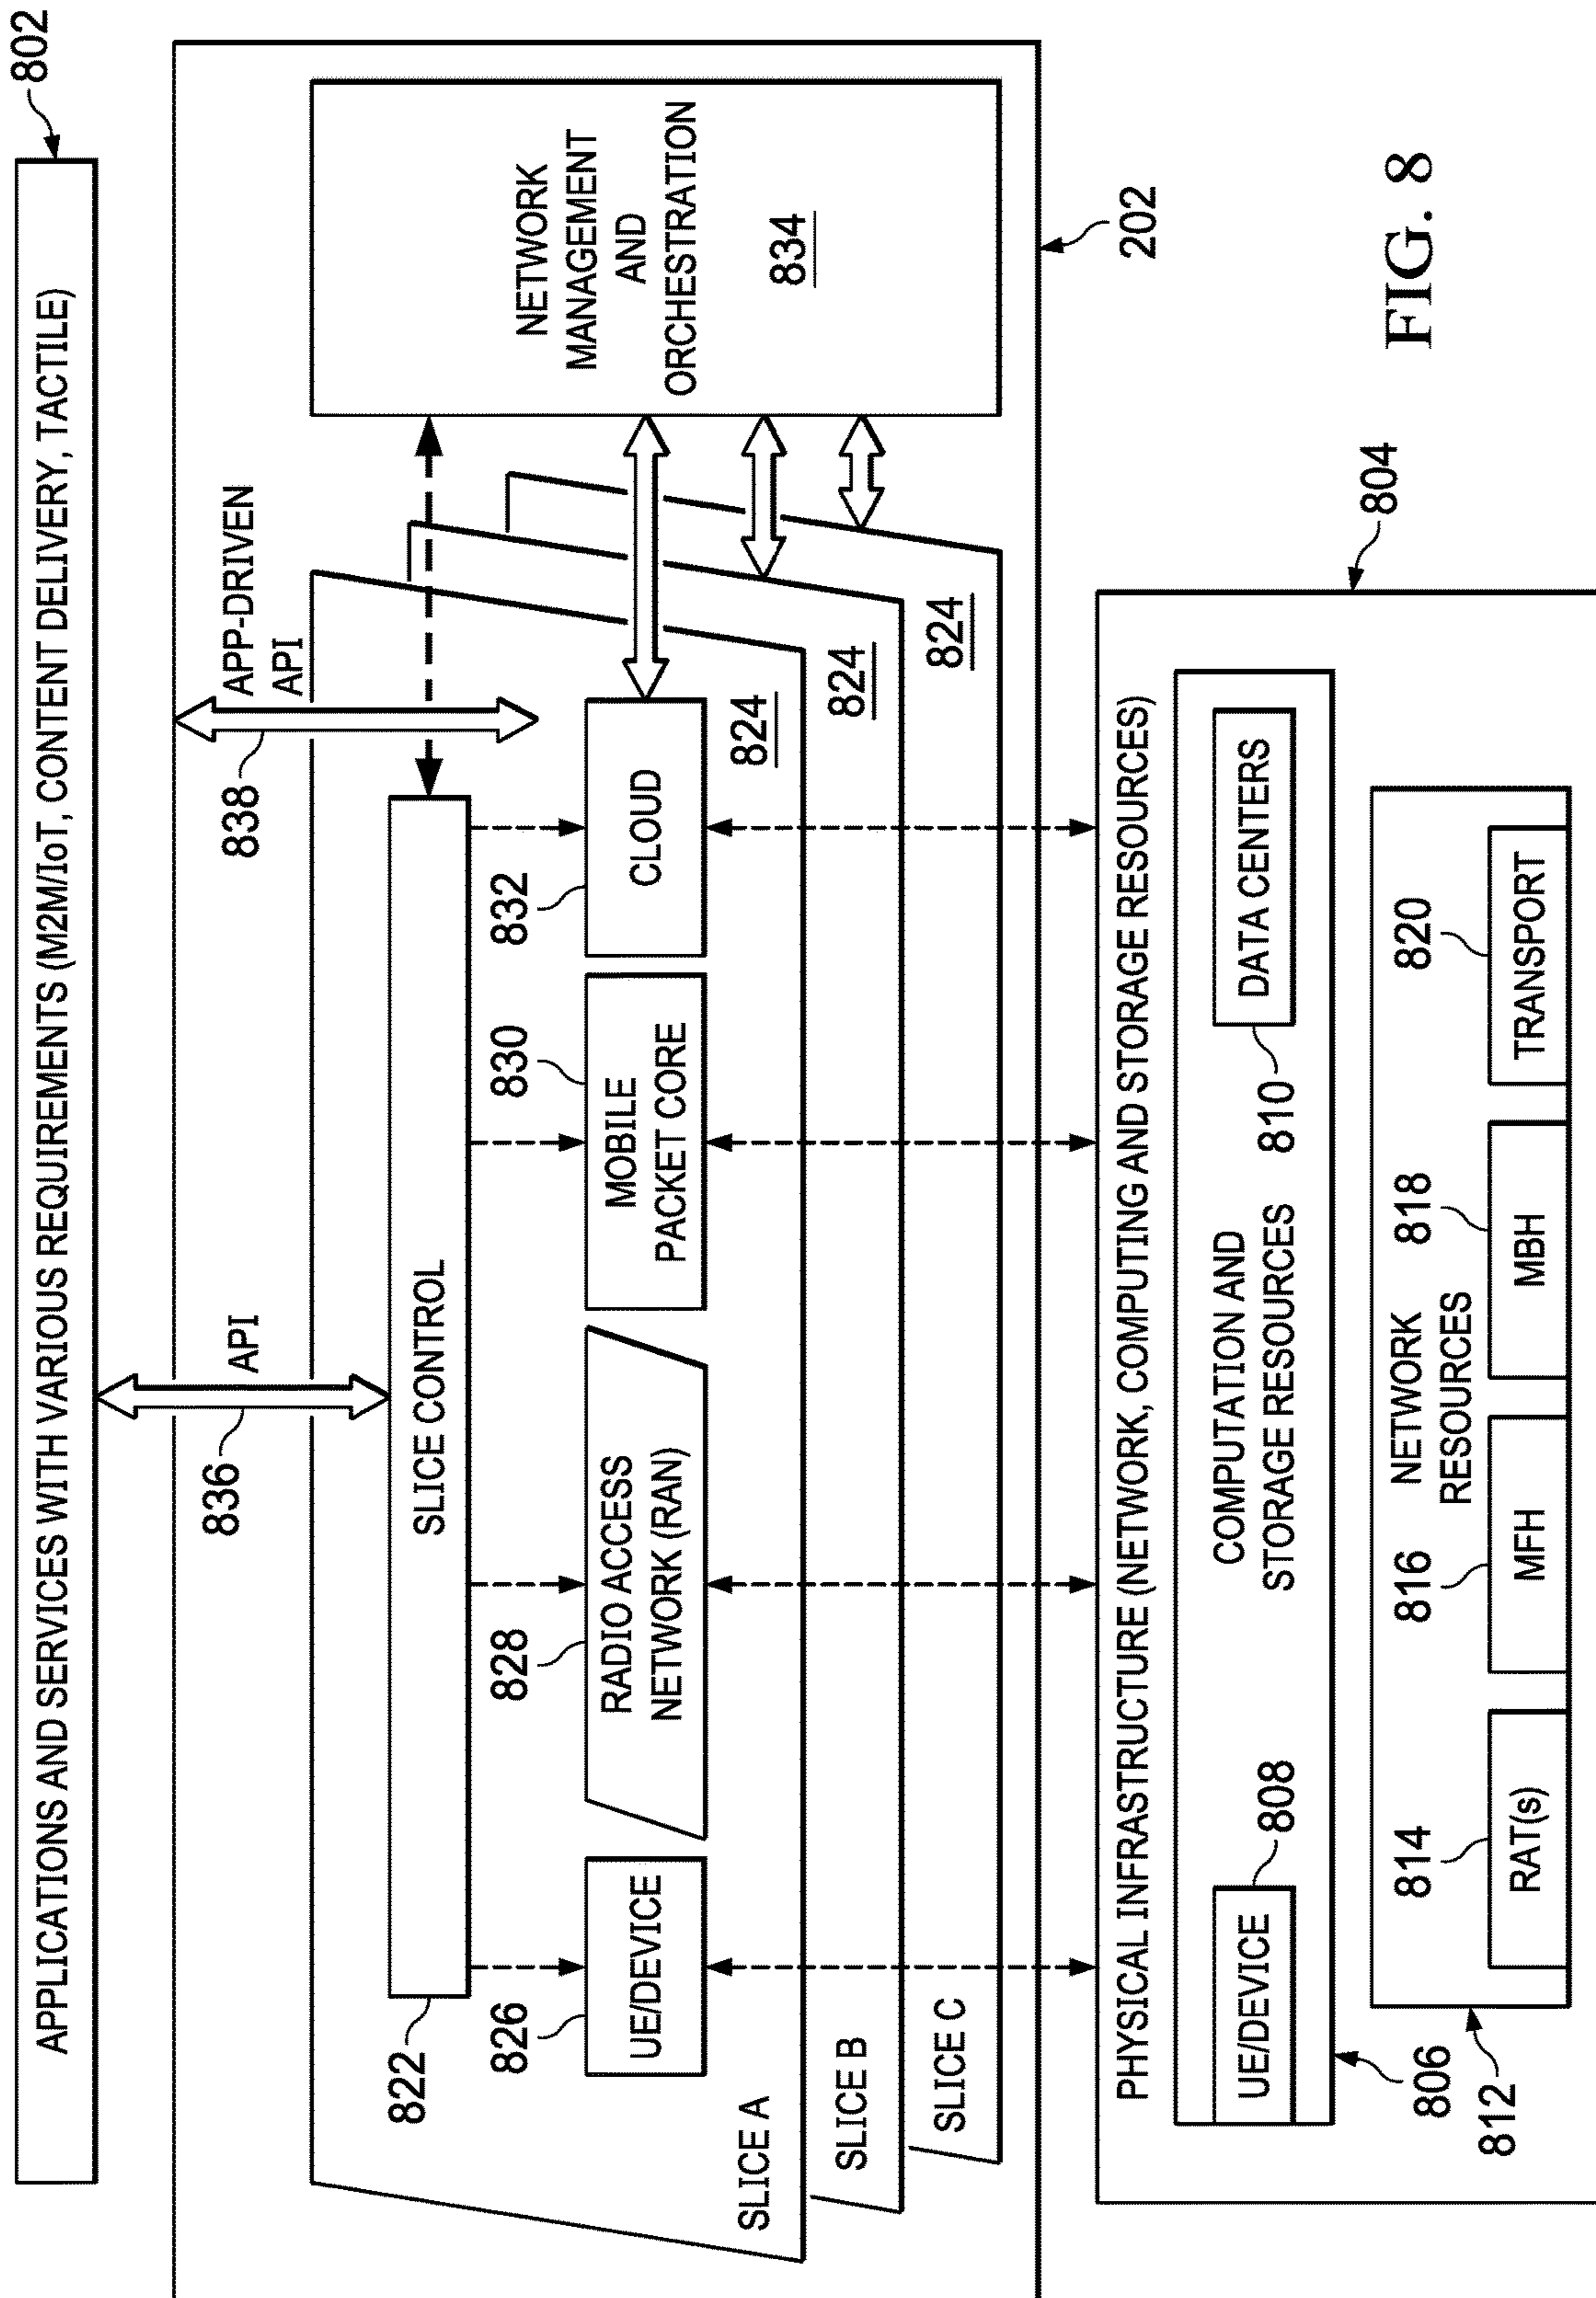 APPLICATIONS AND SERVICES WITH VARIOUS REQUIREMENTS (M2M/IoT, CONTENT DELIVERY, TACTILE)
802
836
API
838
APP-DRIVEN
API
822
SLICE CONTROL
826
828
830
832
UE/DEVICE
RADIO ACCESS
NETWORK (RAN)
MOBILE
PACKET CORE
CLOUD
NETWORK
MANAGEMENT
AND
ORCHESTRATION
834
SLICE A
824
SLICE B
824
SLICE C
824
202
PHYSICAL INFRASTRUCTURE (NETWORK, COMPUTING AND STORAGE RESOURCES)
804
UE/DEVICE
808
COMPUTATION AND
STORAGE RESOURCES
810
DATA CENTERS
806
812
NETWORK
RESOURCES
814
816
818
820
RAT(s)
MFH
MBH
TRANSPORT
FIG. 8